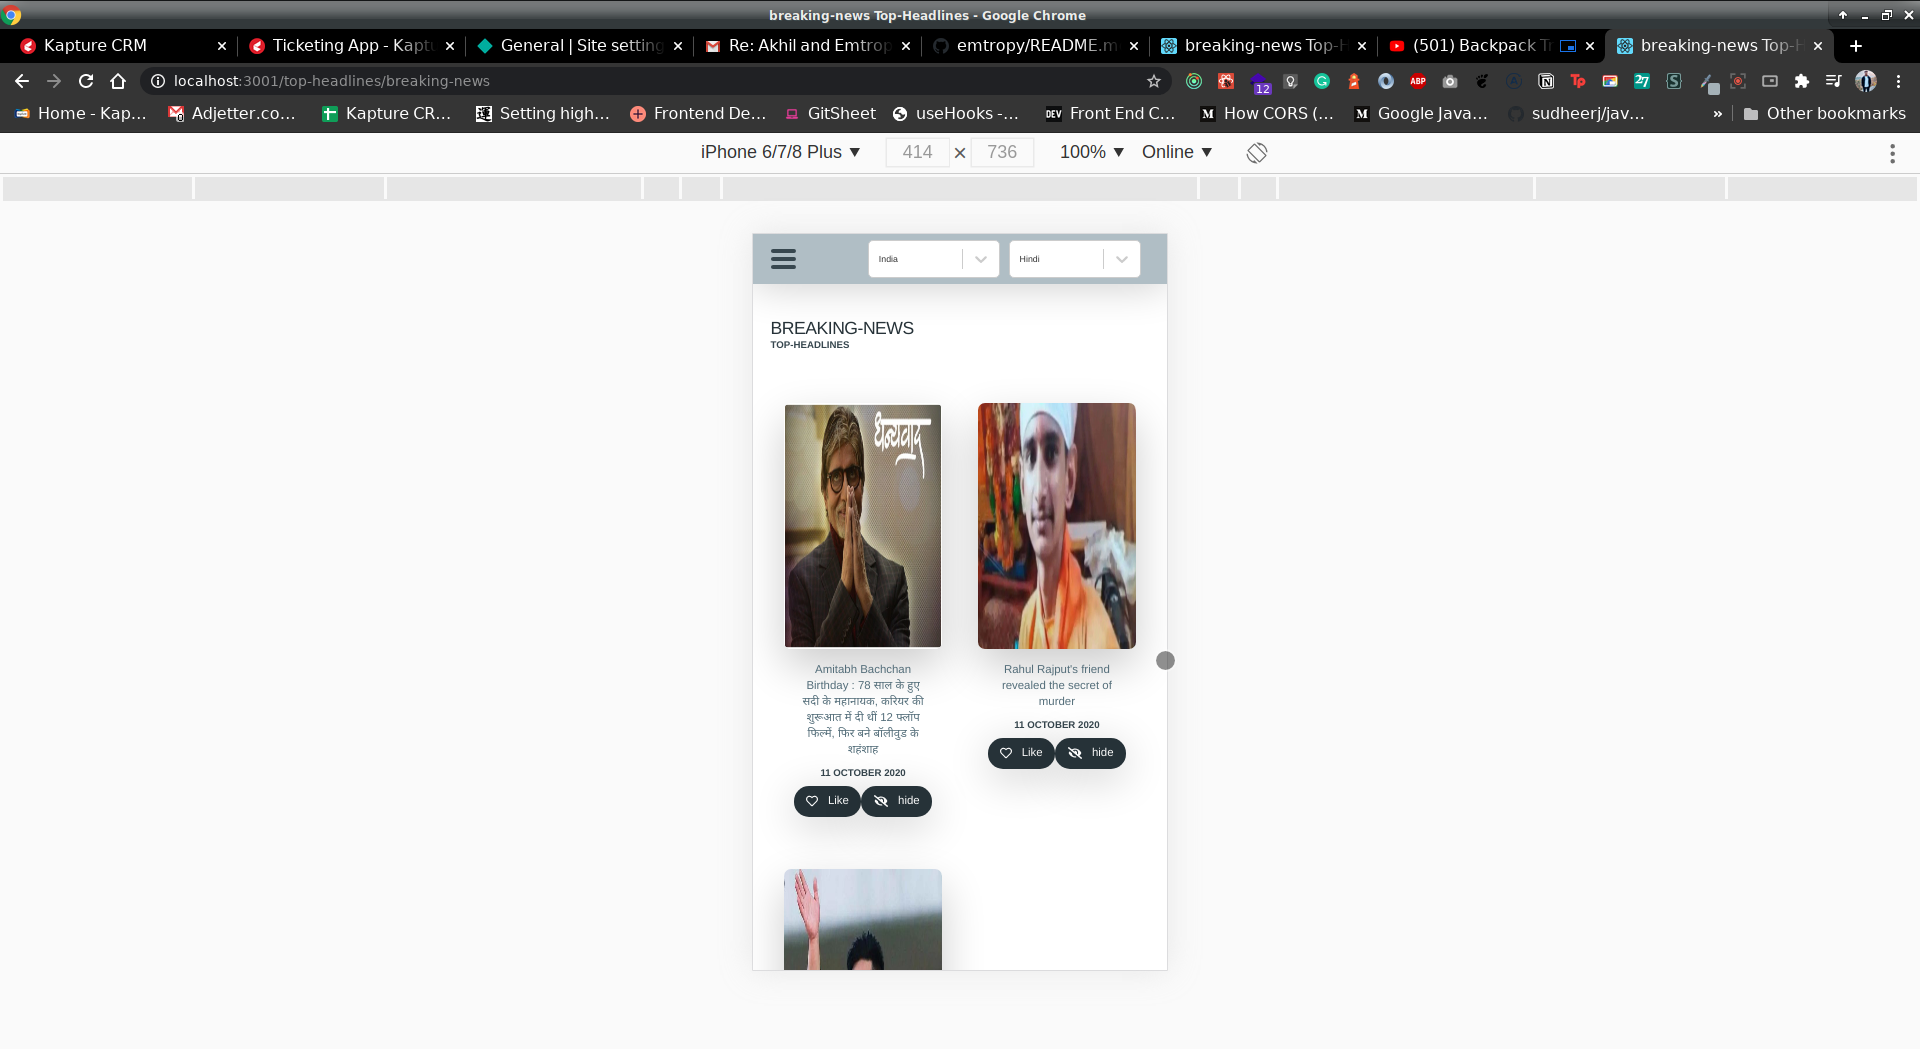 breaking-news Top-Headlines - Google Chrome
Kapture CRM
Ticketing App - Kaptu
General | Site setting
Re: Akhil and Emtrop
emtropy/README.m
breaking-news Top-H
(501) Backpack Tr
breaking-news Top-H
localhost:3001/top-headlines/breaking-news
12
ABP
Tp
27
Home - Kap...
Adjetter.co...
Kapture CR...
Setting high...
Frontend De...
GitSheet
useHooks -...
DEV
Front End C...
M
How CORS (...
M
Google Java...
sudheerj/jav...
»
Other bookmarks
iPhone 6/7/8 Plus
414 × 736
100%
Online
India
Hindi
BREAKING-NEWS
TOP-HEADLINES
धन्यवाद
Amitabh Bachchan
Birthday : 78 साल के हुए
सदी के महानायक, करियर की
शुरूआत में दी थीं 12 फ्लॉप
फिल्में, फिर बने बॉलीवुड के
शहंशाह
11 OCTOBER 2020
Like
hide
Rahul Rajput's friend
revealed the secret of
murder
11 OCTOBER 2020
Like
hide